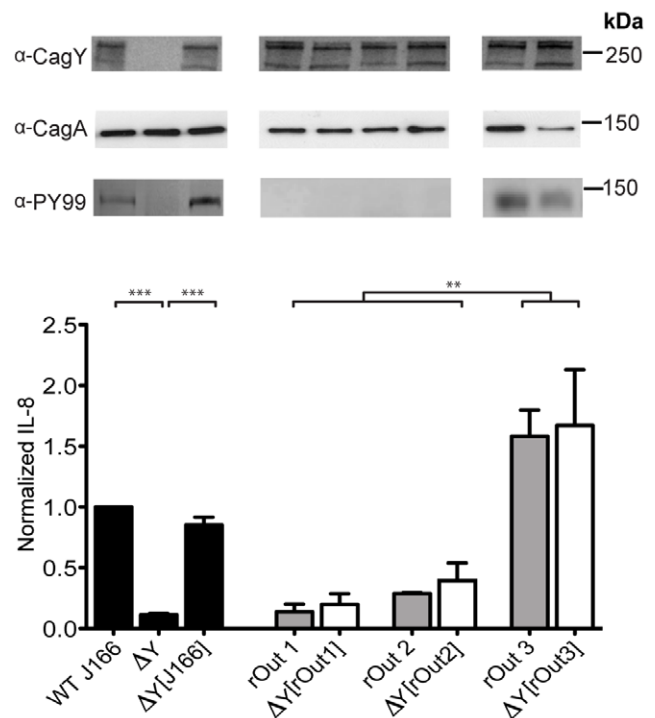 kDa
α-CagY
250
α-CagA
150
α-PY99
150
*** *** **
2.5
2.0
1.5
1.0
0.5
0.0
Normalized IL-8
WT J166
ΔY
ΔY[J166]
rOut 1
ΔY[rOut1]
rOut 2
ΔY[rOut2]
rOut 3
ΔY[rOut3]